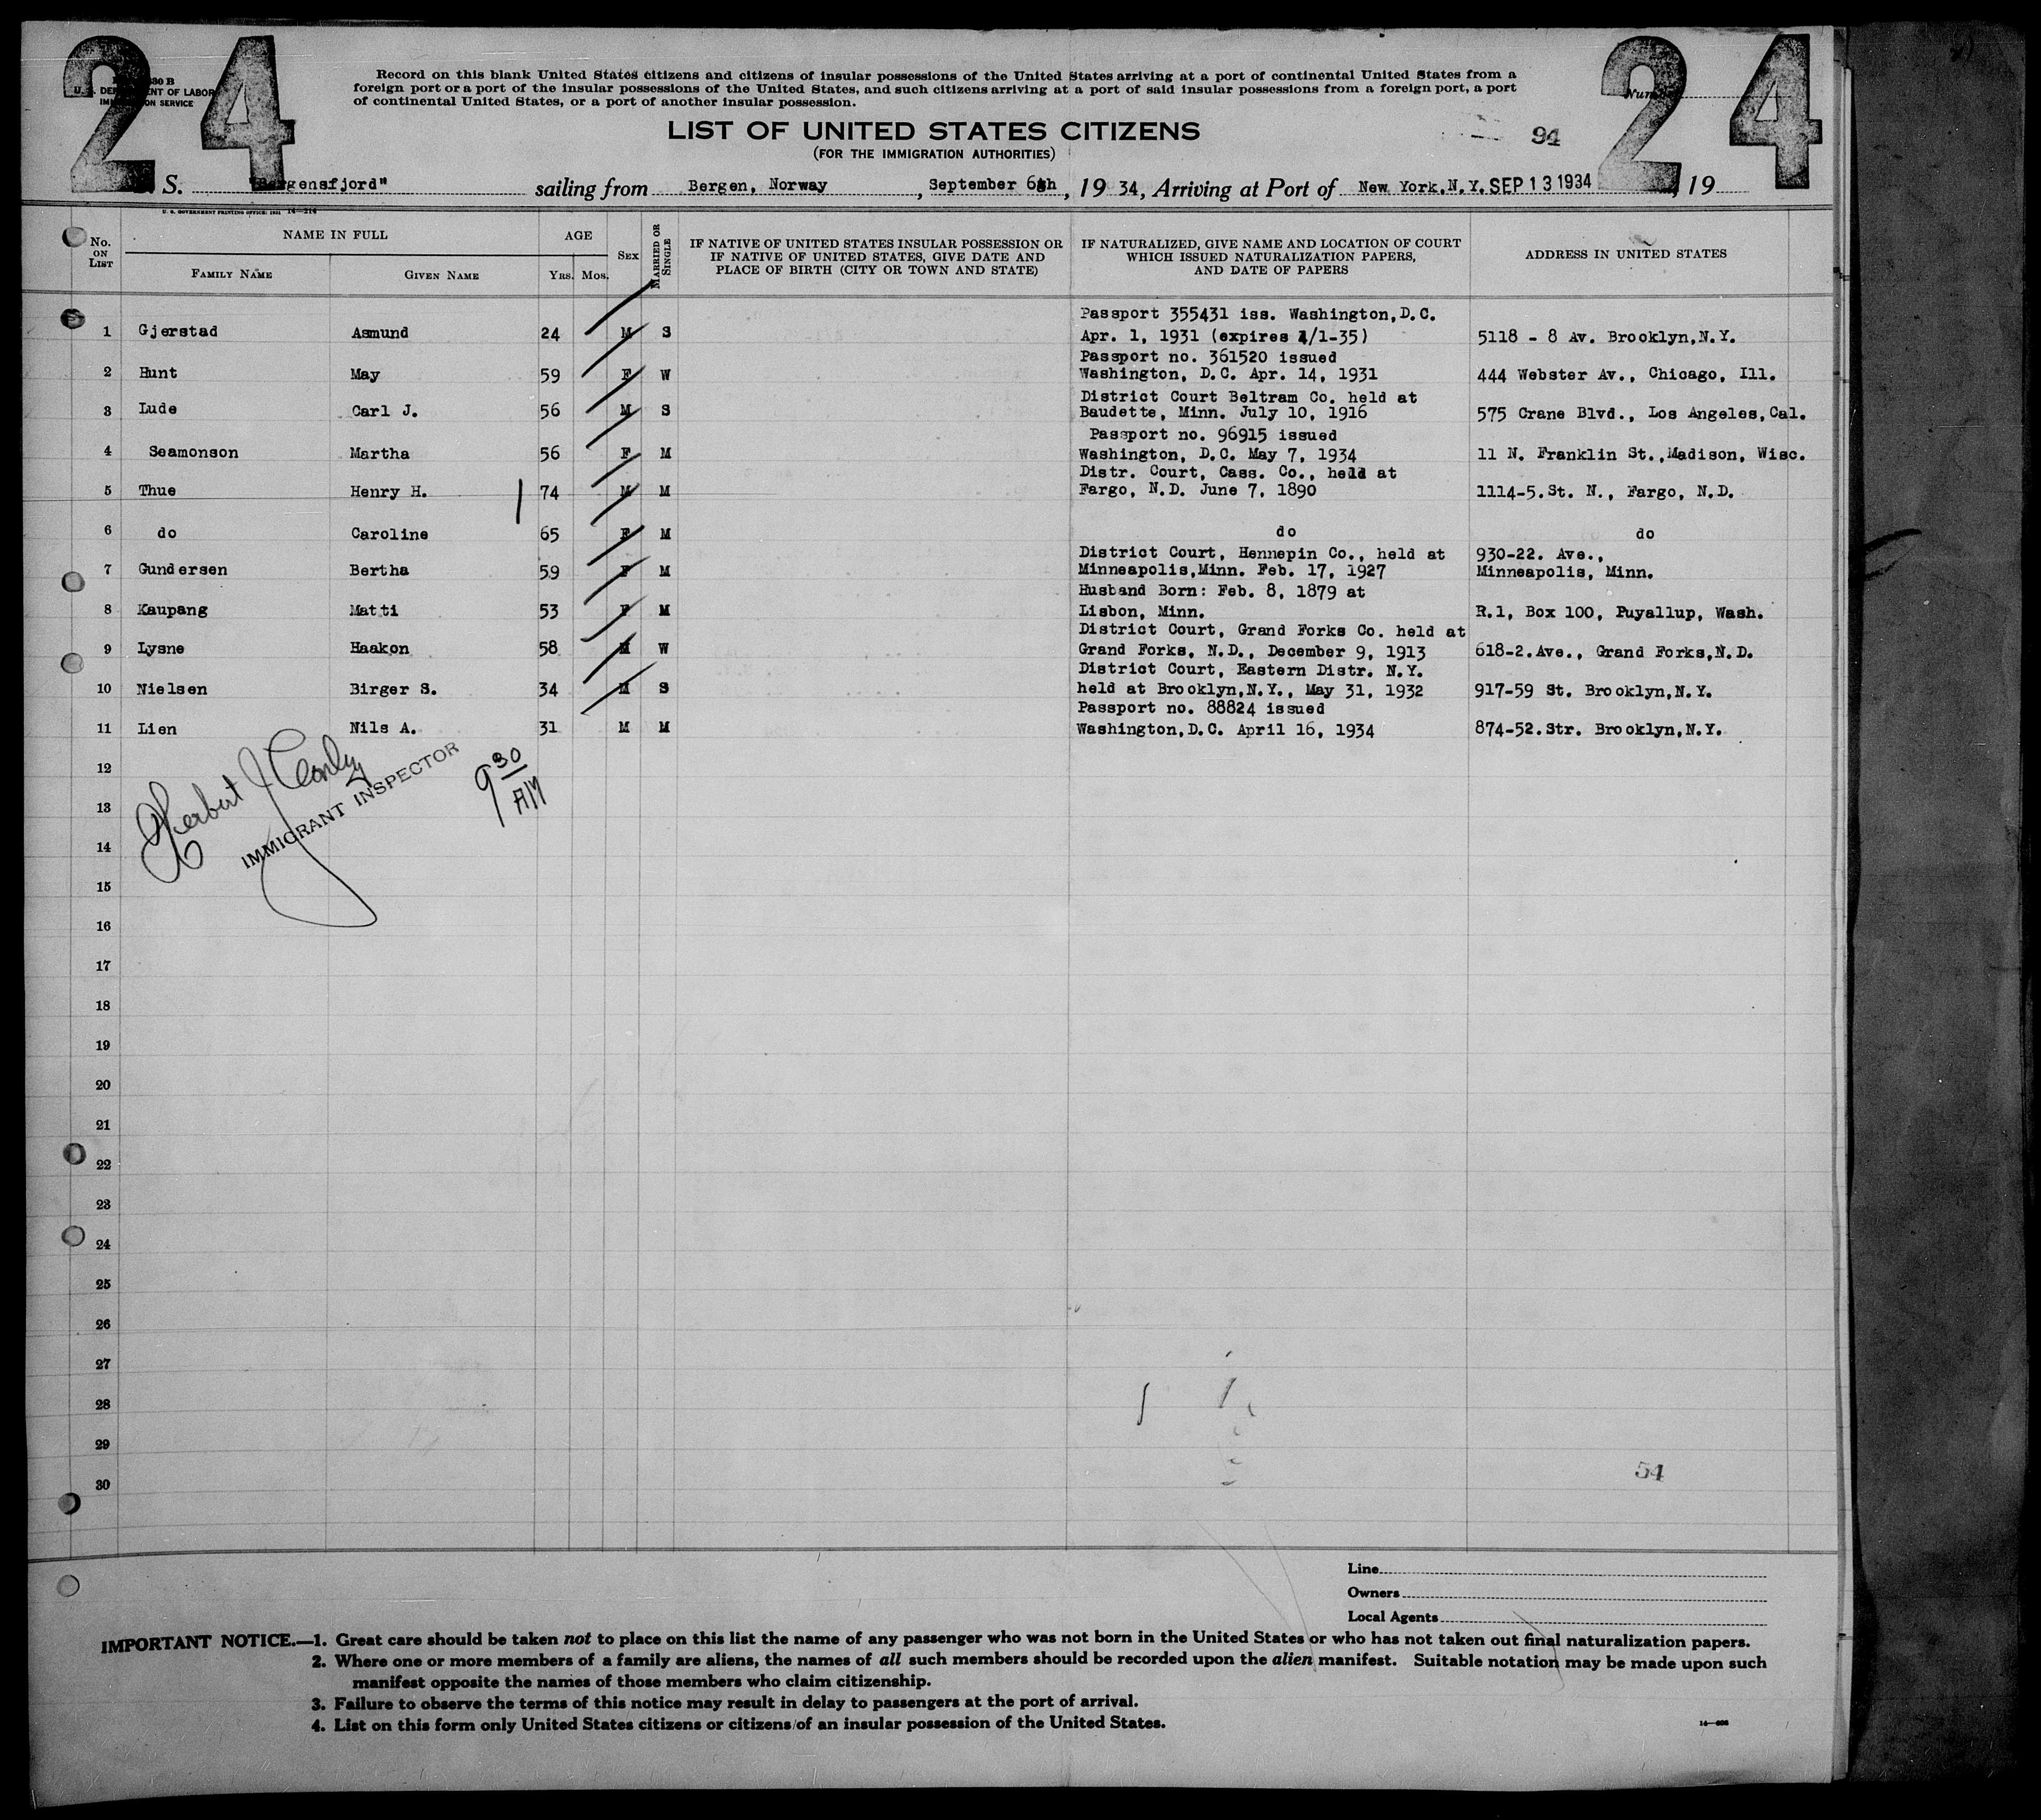 24
24
U. S. DEPARTMENT OF LABOR
IMMIGRATION SERVICE
Record on this blank United States citizens and citizens of insular possessions of the United States arriving at a port of continental United States from a
foreign port or a port of the insular possessions of the United States, and such citizens arriving at a port of said insular possessions from a foreign port, a port
of continental United States, or a port of another insular possession.
LIST OF UNITED STATES CITIZENS
(FOR THE IMMIGRATION AUTHORITIES)
94
S. "Bergensfjord" sailing from Bergen, Norway, September 6th, 19 34, Arriving at Port of New York, N.Y. SEP 13 1934, 19
U. S. GOVERNMENT PRINTING OFFICE: 1931 14—214
No. ON LIST NAME IN FULL AGE SEX MARRIED OR SINGLE IF NATIVE OF UNITED STATES INSULAR POSSESSION OR IF NATIVE OF UNITED STATES, GIVE DATE AND PLACE OF BIRTH (CITY OR TOWN AND STATE) IF NATURALIZED, GIVE NAME AND LOCATION OF COURT WHICH ISSUED NATURALIZATION PAPERS, AND DATE OF PAPERS ADDRESS IN UNITED STATES
FAMILY NAME GIVEN NAME YRS. MOS.
Passport 355431 iss. Washington, D.C.
1 Gjerstad Asmund 24 M S Apr. 1, 1931 (expires 4/1-35) 5118 - 8 Av. Brooklyn, N.Y.
Passport no. 361520 issued
2 Hunt May 59 F W Washington, D.C. Apr. 14, 1931 444 Webster Av., Chicago, Ill.
District Court Beltram Co. held at
3 Lude Carl J. 56 M S Baudette, Minn. July 10, 1916 575 Crane Blvd., Los Angeles, Cal.
Passport no. 96915 issued
4 Seamonson Martha 56 F M Washington, D.C. May 7, 1934 11 N. Franklin St., Madison, Wisc.
Distr. Court, Cass. Co., held at
5 Thue Henry H. 74 M M Fargo, N.D. June 7, 1890 1114-5. St. N., Fargo, N.D.
6 do Caroline 65 F M do do
District Court, Hennepin Co., held at 930-22. Ave.,
7 Gundersen Bertha 59 F M Minneapolis, Minn. Feb. 17, 1927 Minneapolis, Minn.
Husband Born: Feb. 8, 1879 at
8 Kaupang Matti 53 F M Lisbon, Minn. R.1, Box 100, Puyallup, Wash.
District Court, Grand Forks Co. held at
9 Lysne Haakon 58 M W Grand Forks, N.D., December 9, 1913 618-2. Ave., Grand Forks, N.D.
District Court, Eastern Distr. N.Y.
10 Nielsen Birger S. 34 M S held at Brooklyn, N.Y., May 31, 1932 917-59 St. Brooklyn, N.Y.
Passport no. 88824 issued
11 Lien Nils A. 31 M M Washington, D.C. April 16, 1934 874-52. Str. Brooklyn, N.Y.
Herbert J
IMMIGRANT INSPECTOR
9 30
AM
12
13
14
15
16
17
18
19
20
21
22
23
24
25
26
27
28
29
30
54
Line
Owners
Local Agents
IMPORTANT NOTICE.—1. Great care should be taken not to place on this list the name of any passenger who was not born in the United States or who has not taken out final naturalization papers.
2. Where one or more members of a family are aliens, the names of all such members should be recorded upon the alien manifest. Suitable notation may be made upon such
manifest opposite the names of those who claim citizenship.
3. Failure to observe the terms of this notice may result in delay to passengers at the port of arrival.
4. List on this form only United States citizens or citizens of an insular possession of the United States.